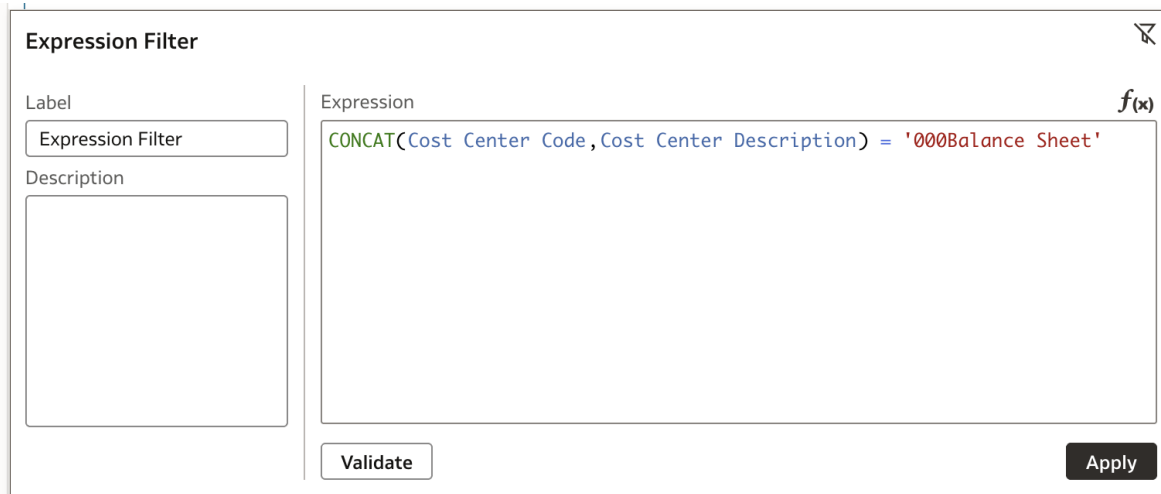 Expression Filter
Label
Expression Filter
Description
Expression
f(x)
CONCAT(Cost Center Code,Cost Center Description) = '000Balance Sheet'
Validate
Apply